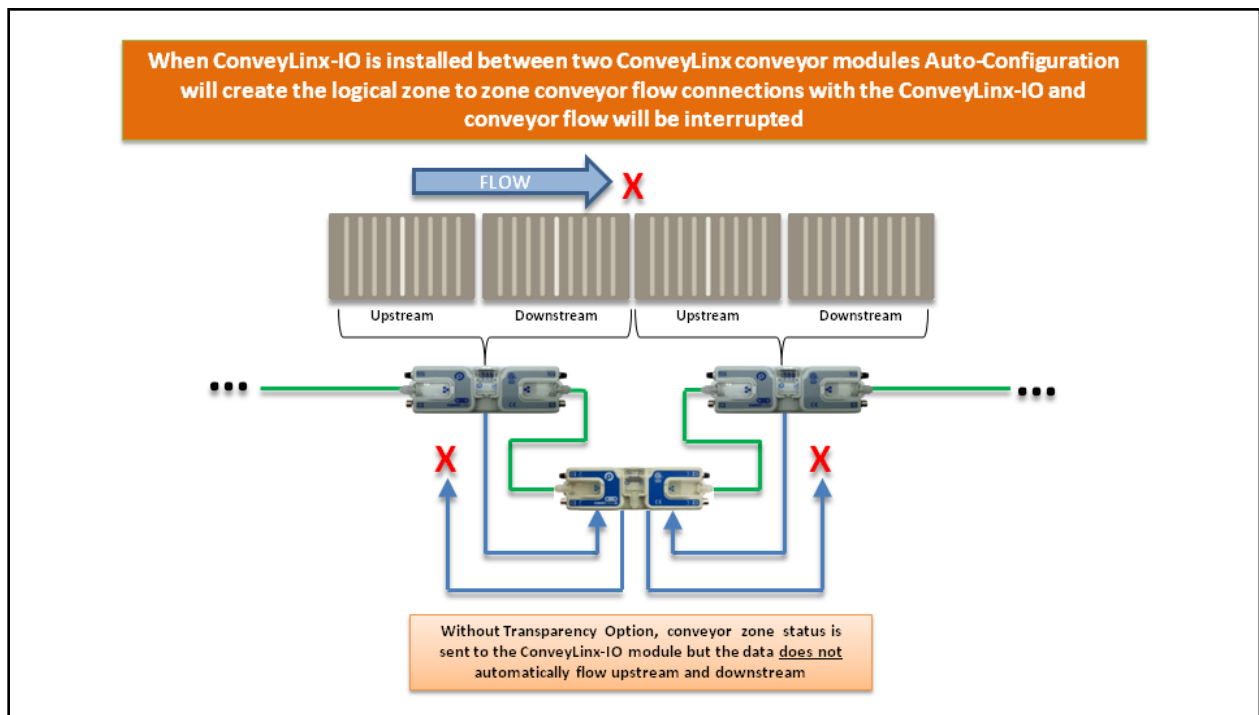 When ConveyLinx-IO is installed between two ConveyLinx conveyor modules Auto-Configuration
will create the logical zone to zone conveyor flow connections with the ConveyLinx-IO and
conveyor flow will be interrupted
FLOW
X
Upstream
Downstream
Upstream
Downstream
X
X
Without Transparency Option, conveyor zone status is
sent to the ConveyLinx-IO module but the data does not
automatically flow upstream and downstream